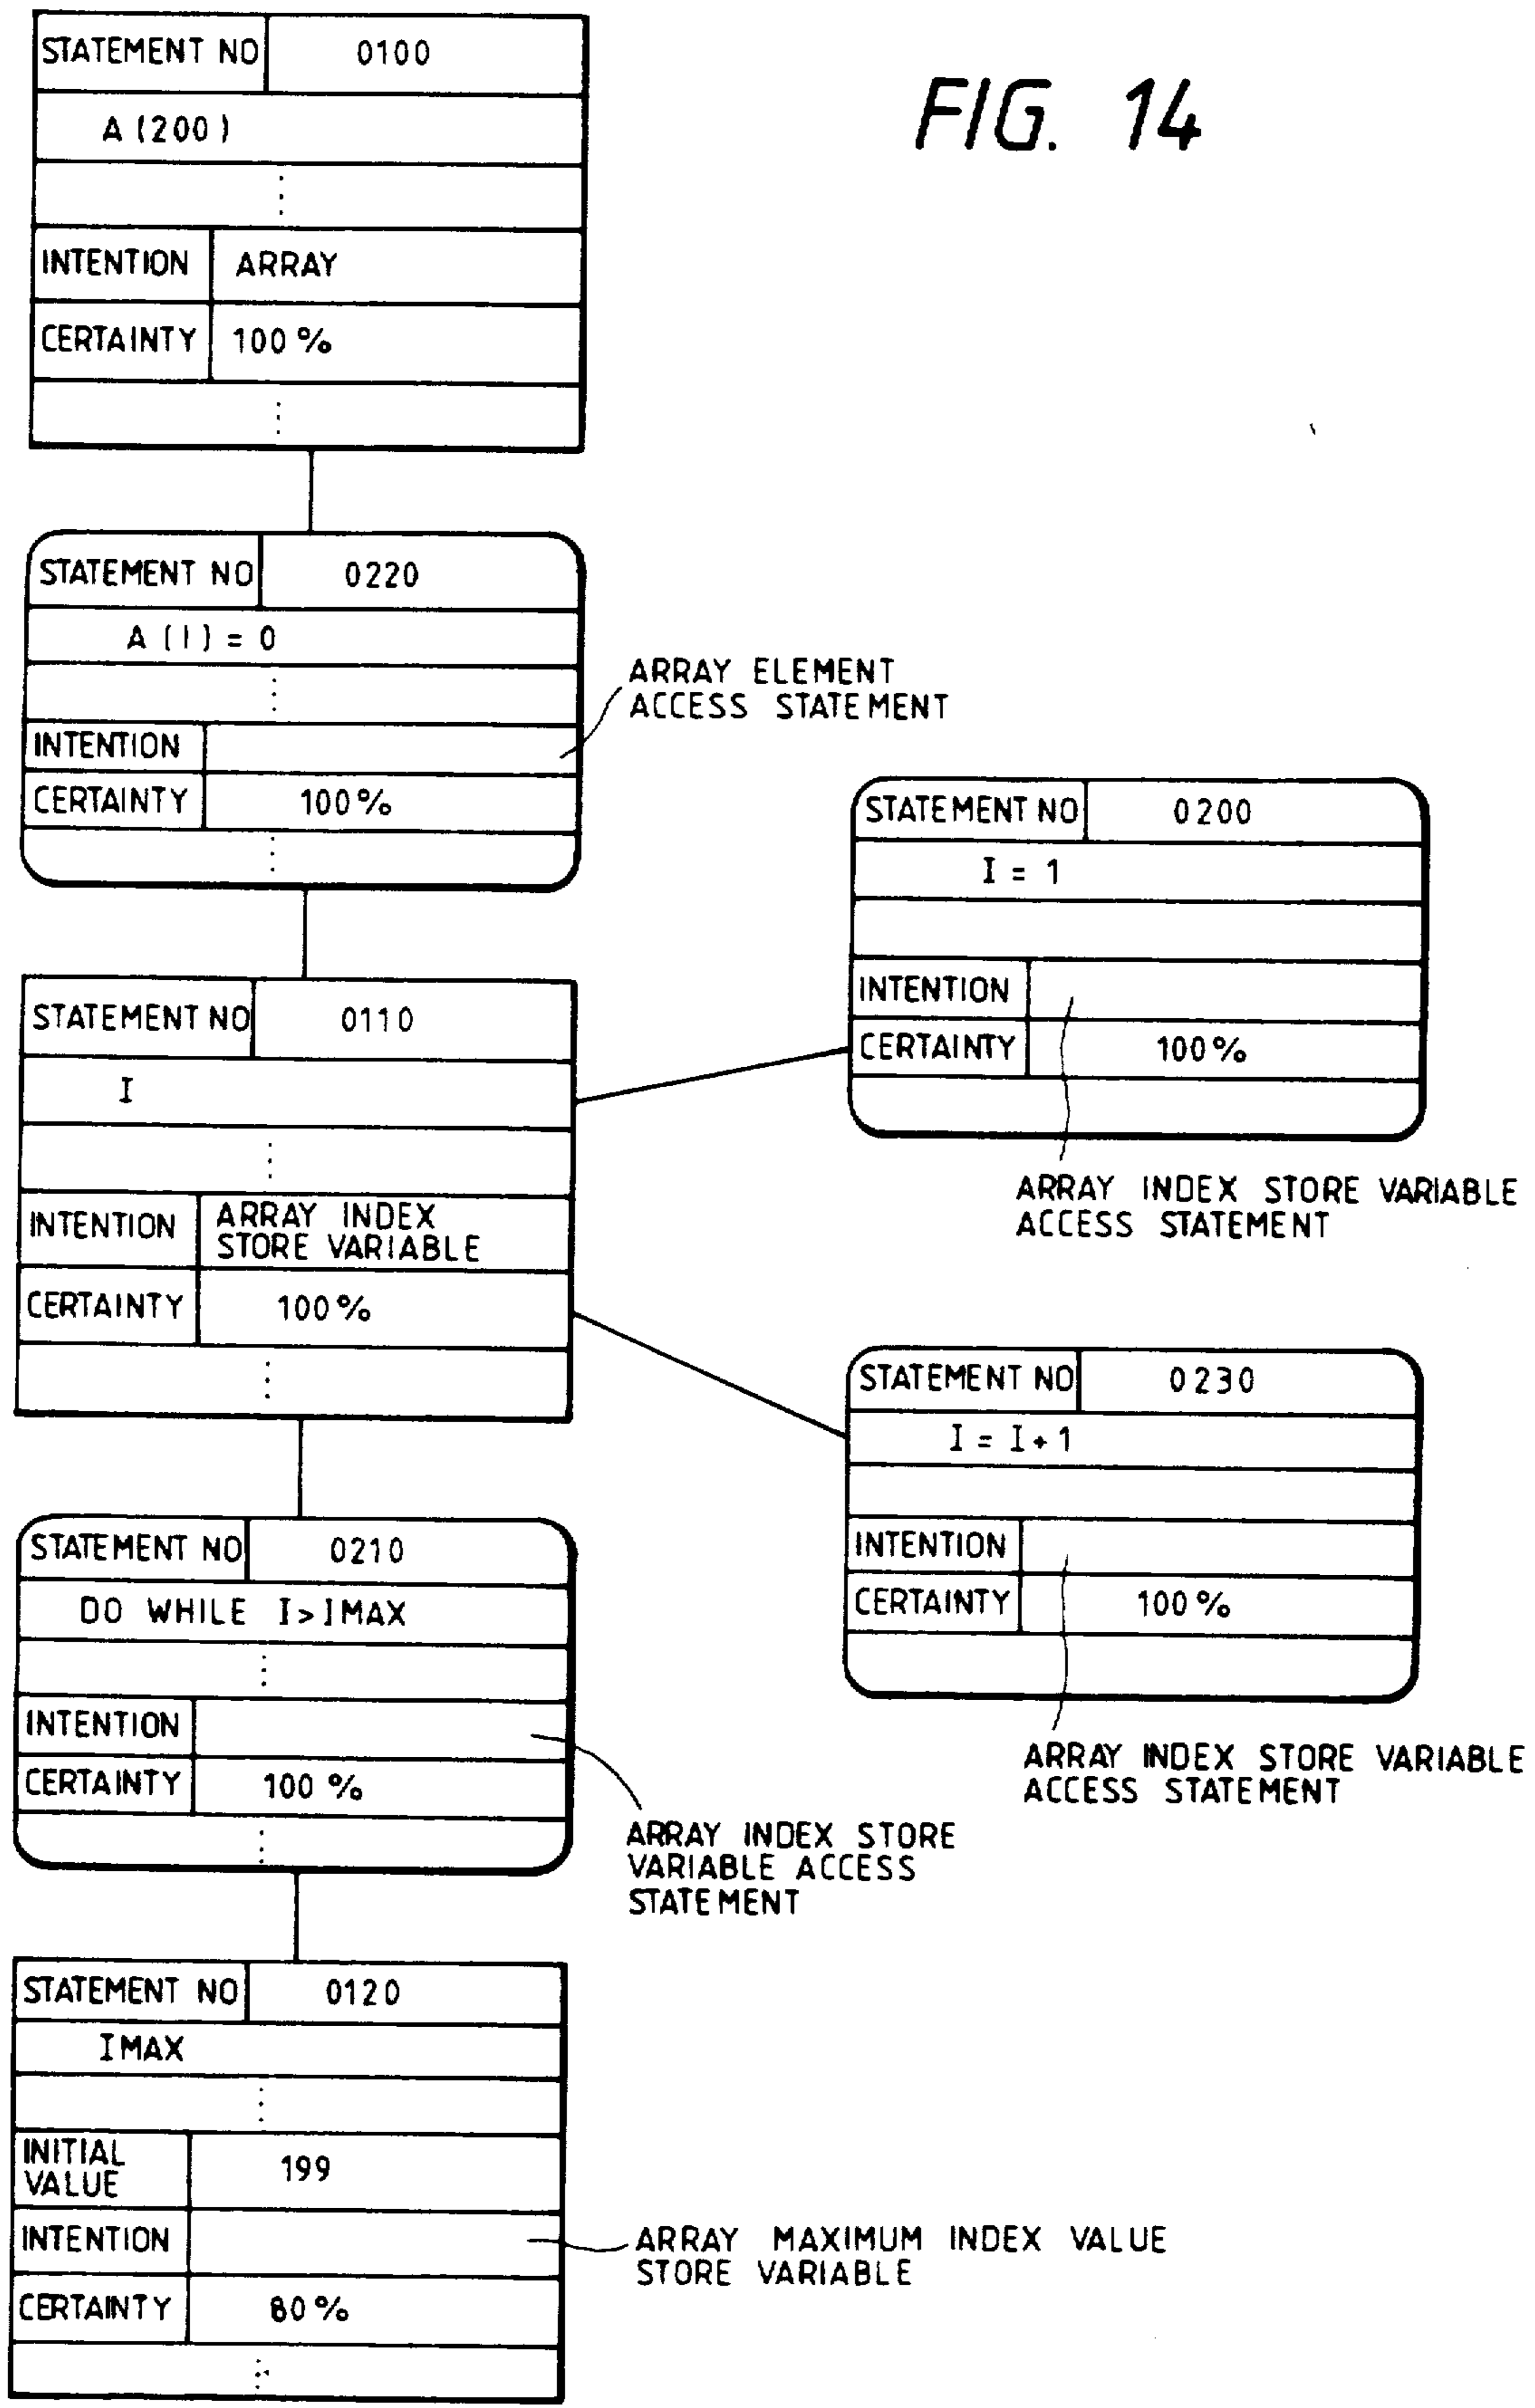 FIG. 14
STATEMENT NO 0100
A (200)
INTENTION ARRAY
CERTAINTY 100%
STATEMENT NO 0220
A (I) = 0
INTENTION
CERTAINTY 100%
ARRAY ELEMENT
ACCESS STATEMENT
STATEMENT NO 0110
I
INTENTION ARRAY INDEX
STORE VARIABLE
CERTAINTY 100%
STATEMENT NO 0200
I = 1
INTENTION
CERTAINTY 100%
ARRAY INDEX STORE VARIABLE
ACCESS STATEMENT
STATEMENT NO 0230
I = I+1
INTENTION
CERTAINTY 100%
ARRAY INDEX STORE VARIABLE
ACCESS STATEMENT
STATEMENT NO 0210
DO WHILE I>IMAX
INTENTION
CERTAINTY 100%
ARRAY INDEX STORE
VARIABLE ACCESS
STATEMENT
STATEMENT NO 0120
IMAX
INITIAL
VALUE 199
INTENTION
CERTAINTY 80%
ARRAY MAXIMUM INDEX VALUE
STORE VARIABLE